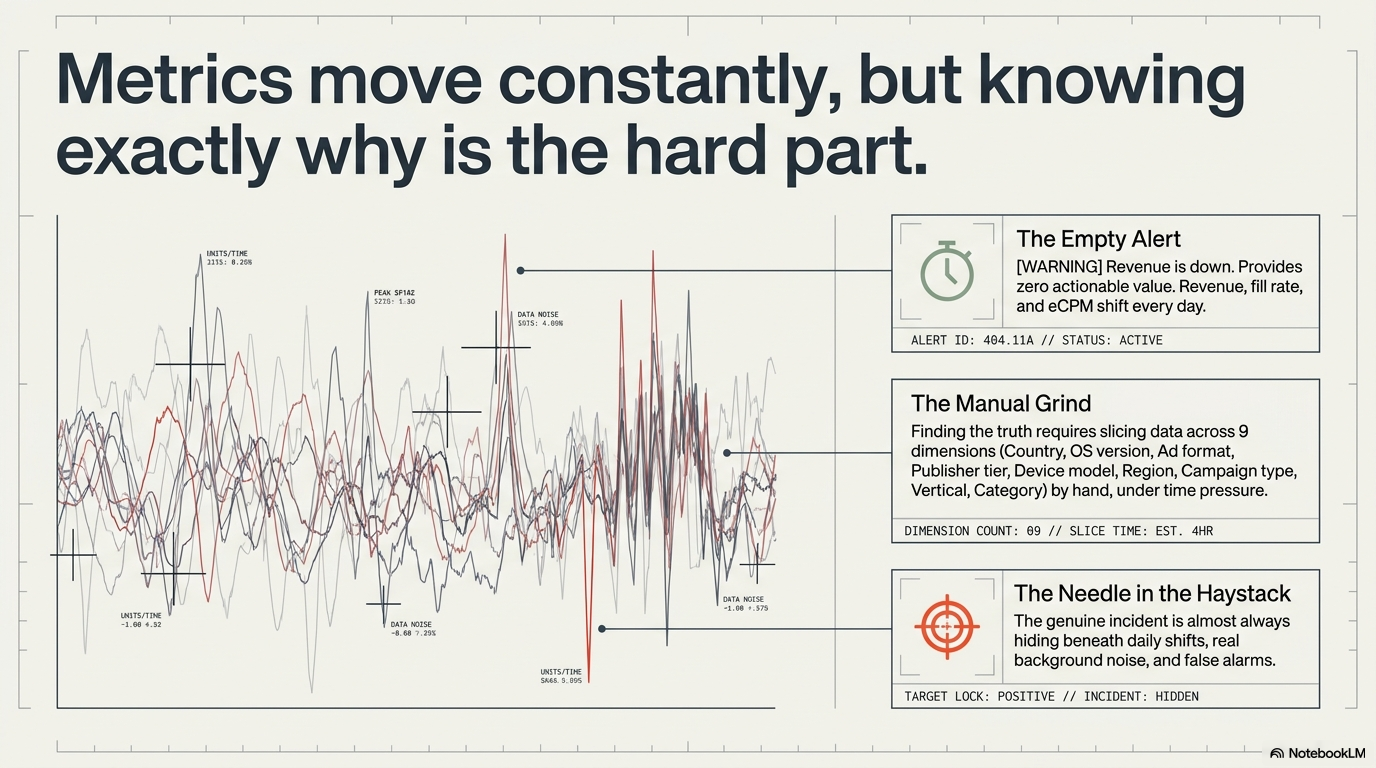 Metrics move constantly, but knowing
exactly why is the hard part.
UNITS/TIME
DATA NOISE
UNITS/TIME
DATA NOISE
DATA NOISE
The Empty Alert
[WARNING] Revenue is down. Provides
zero actionable value. Revenue, fill rate,
and eCPM shift every day.
ALERT ID: 404.11A // STATUS: ACTIVE
The Manual Grind
Finding the truth requires slicing data across 9
dimensions (Country, OS version, Ad format,
Publisher tier, Device model, Region, Campaign type,
Vertical, Category) by hand, under time pressure.
DIMENSION COUNT: 09 // SLICE TIME: EST. 4HR
The Needle in the Haystack
The genuine incident is almost always
hiding beneath daily shifts, real
background noise, and false alarms.
TARGET LOCK: POSITIVE // INCIDENT: HIDDEN
NotebookLM